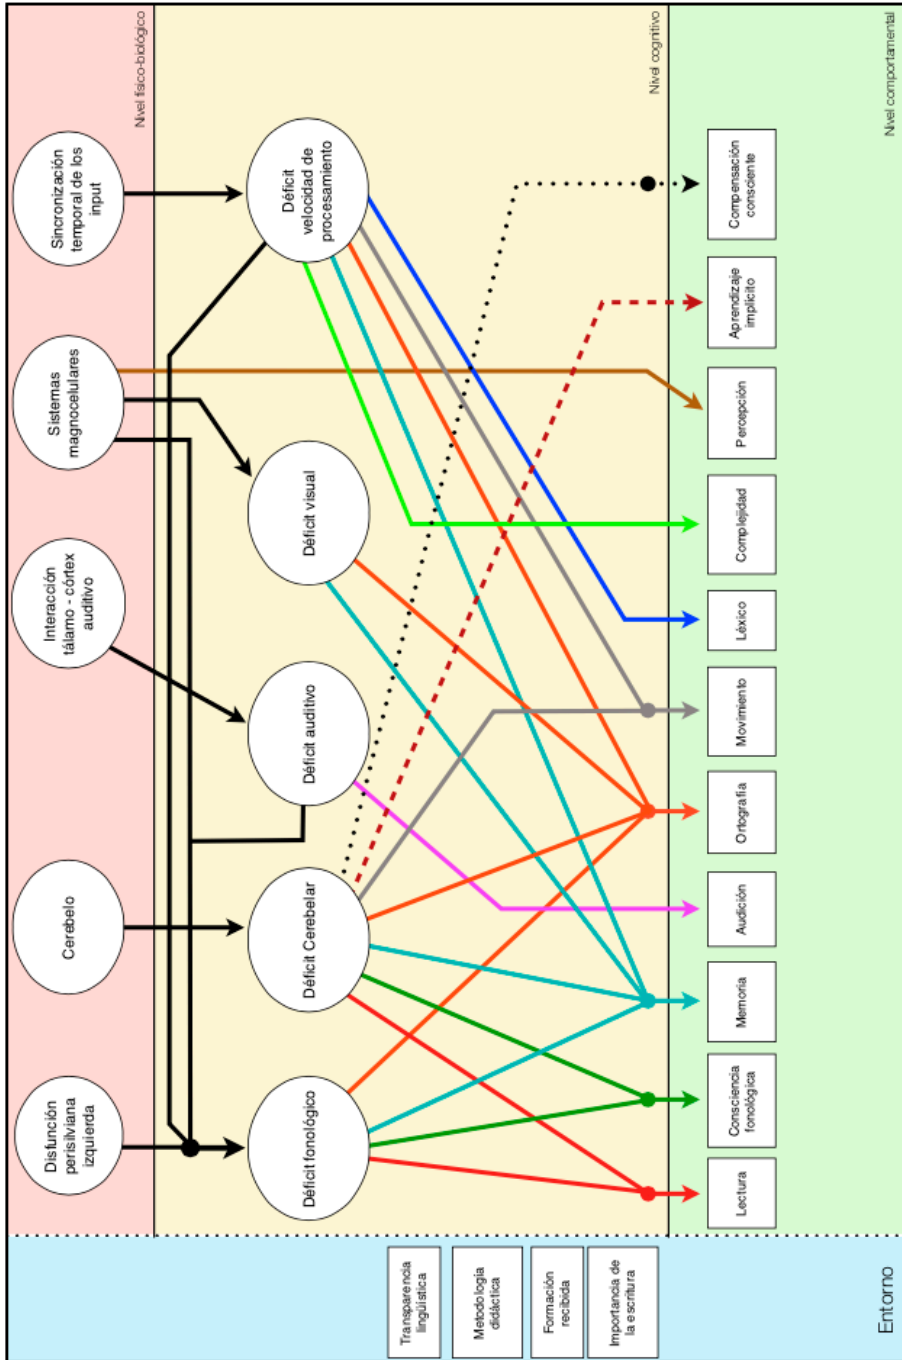 Disfunción
perisilviana
izquierda
Cerebelo
Interacción
tálamo - córtex
auditivo
Sistemas
magnocelulares
Sincronización
temporal de los
input
Nivel físico-biológico
Déficit fonológico
Déficit Cerebelar
Déficit auditivo
Déficit visual
Déficit
velocidad de
procesamiento
Nivel cognitivo
Transparencia
lingüística
Metodología
didáctica
Formación
recibida
Importancia de
la escritura
Lectura
Consciencia
fonológica
Memoria
Audición
Ortografía
Movimiento
Léxico
Complejidad
Percepción
Aprendizaje
implícito
Compensación
consciente
Entorno
Nivel comportamental